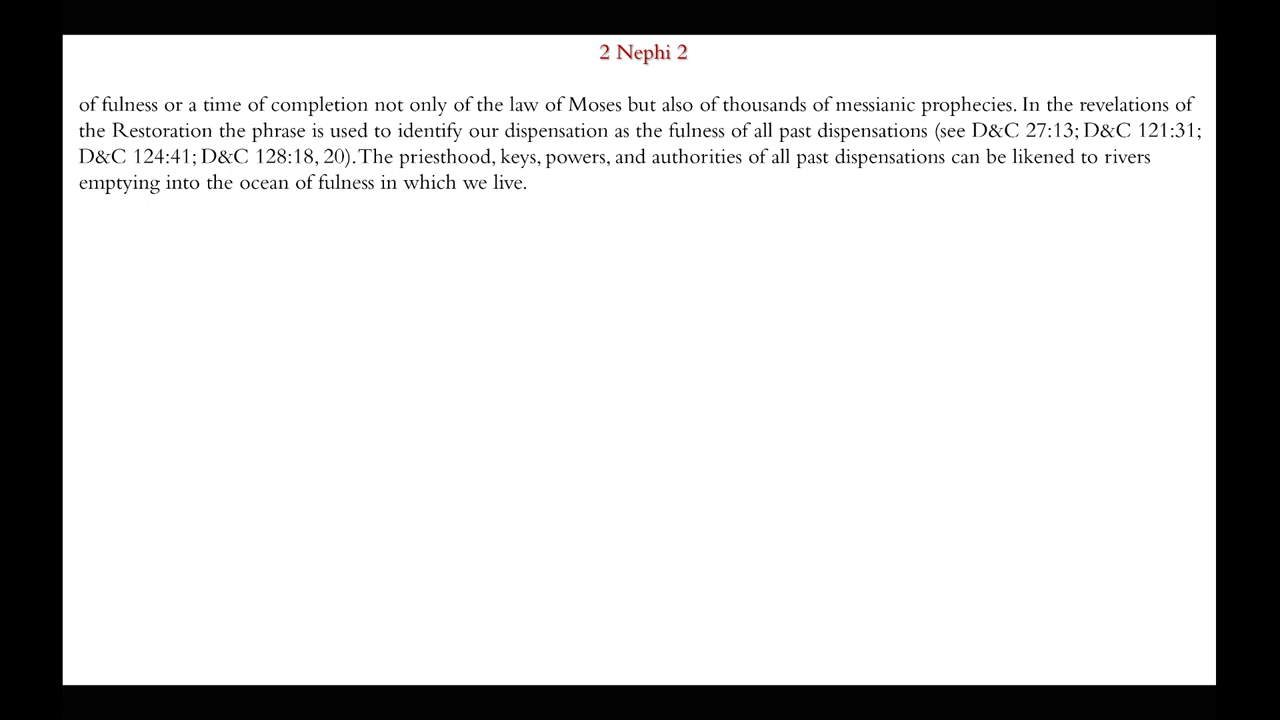 2 Nephi 2
of fulness or a time of completion not only of the law of Moses but also of thousands of messianic prophecies. In the revelations of
the Restoration the phrase is used to identify our dispensation as the fulness of all past dispensations (see D&C 27:13; D&C 121:31;
D&C 124:41; D&C 128:18, 20). The priesthood, keys, powers, and authorities of all past dispensations can be likened to rivers
emptying into the ocean of fulness in which we live.